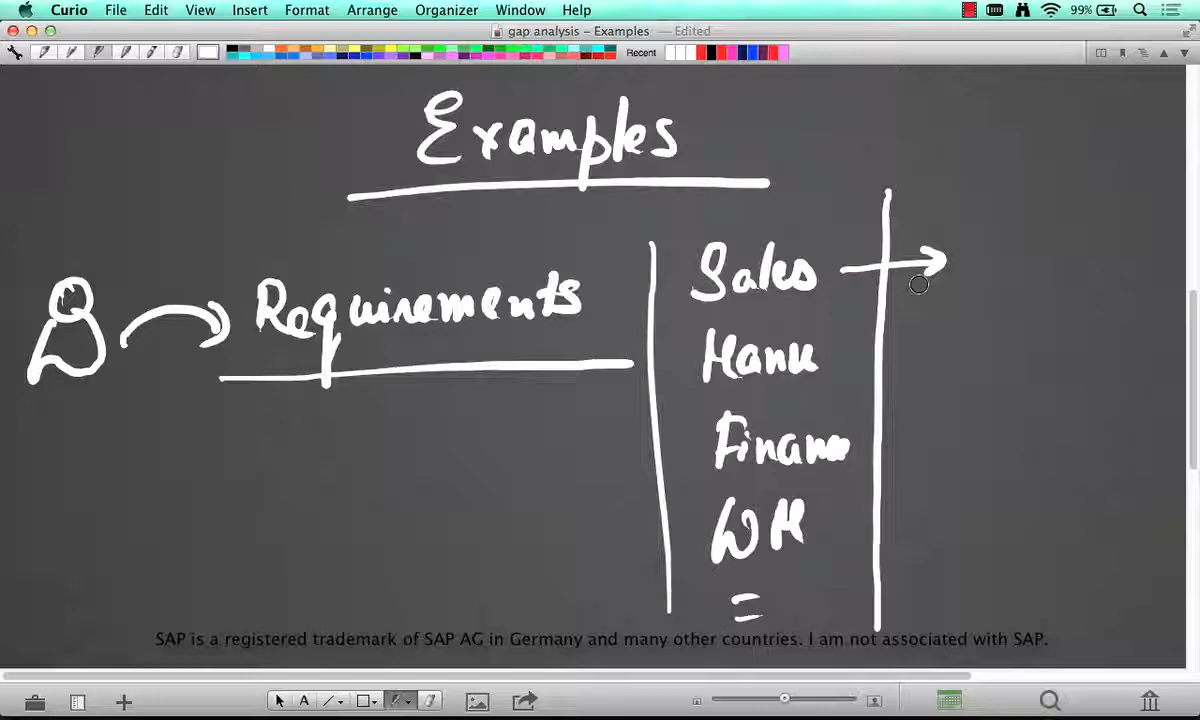 Curio File Edit View Insert Format Arrange Organizer Window Help 99%
gap analysis – Examples — Edited
Recent
Examples
Requirements
Sales
Manu
Finance
WM
SAP is a registered trademark of SAP AG in Germany and many other countries. I am not associated with SAP.
A